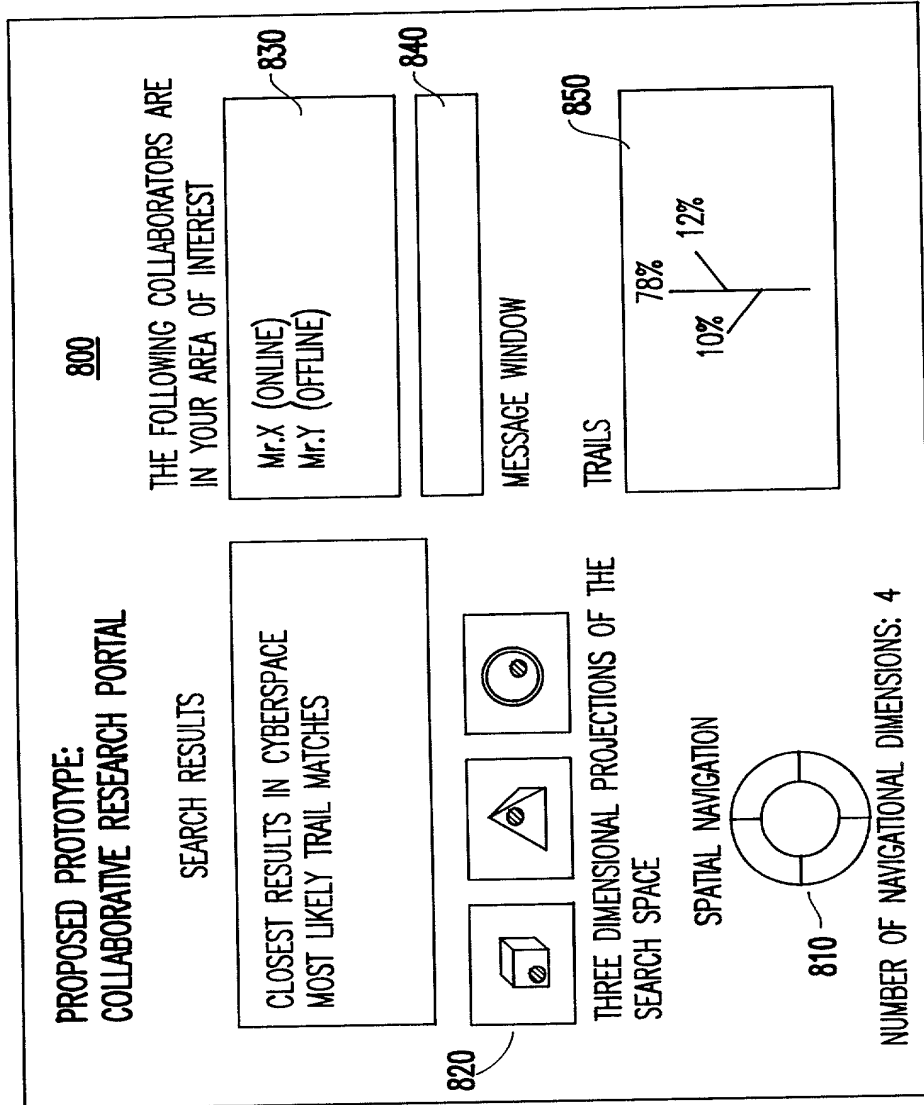 PROPOSED PROTOTYPE:
COLLABORATIVE RESEARCH PORTAL
800
SEARCH RESULTS
CLOSEST RESULTS IN CYBERSPACE
MOST LIKELY TRAIL MATCHES
820
THREE DIMENSIONAL PROJECTIONS OF THE
SEARCH SPACE
SPATIAL NAVIGATION
810
NUMBER OF NAVIGATIONAL DIMENSIONS: 4
THE FOLLOWING COLLABORATORS ARE
IN YOUR AREA OF INTEREST
830
Mr.X (ONLINE)
Mr.Y (OFFLINE)
840
MESSAGE WINDOW
TRAILS
850
78%
12%
10%